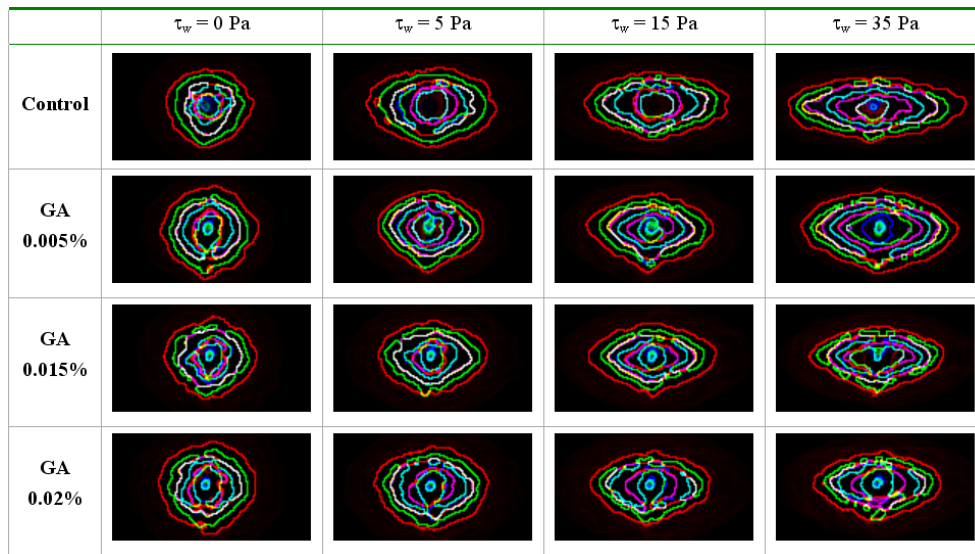 τw = 0 Pa τw = 5 Pa τw = 15 Pa τw = 35 Pa
Control
GA
0.005%
GA
0.015%
GA
0.02%